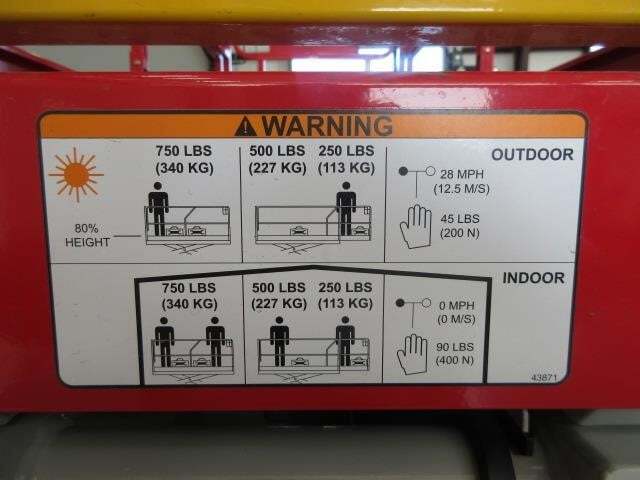 WARNING
750 LBS
(340 KG)
500 LBS
(227 KG)
250 LBS
(113 KG)
OUTDOOR
28 MPH
(12.5 M/S)
80%
HEIGHT
45 LBS
(200 N)
INDOOR
750 LBS
(340 KG)
500 LBS
(227 KG)
250 LBS
(113 KG)
0 MPH
(0 M/S)
90 LBS
(400 N)
43871